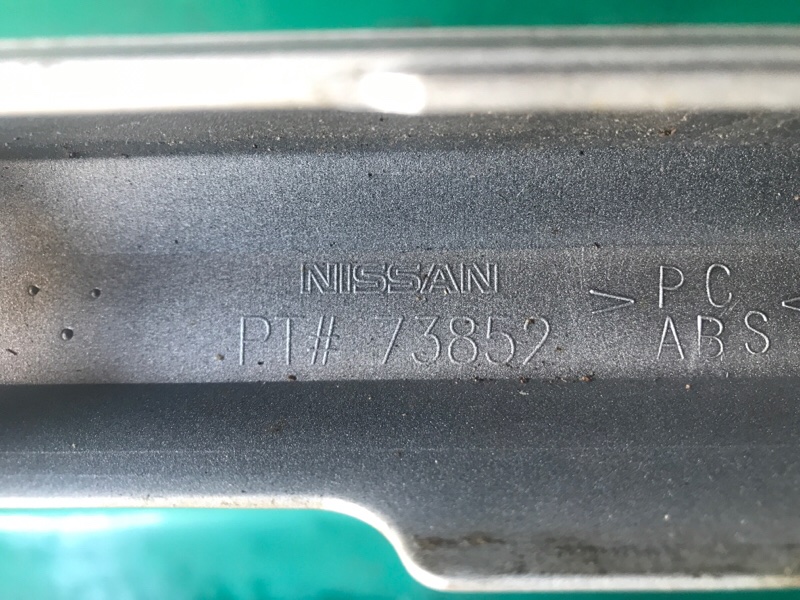 NISSAN
PT# 73852
> PC <
ABS